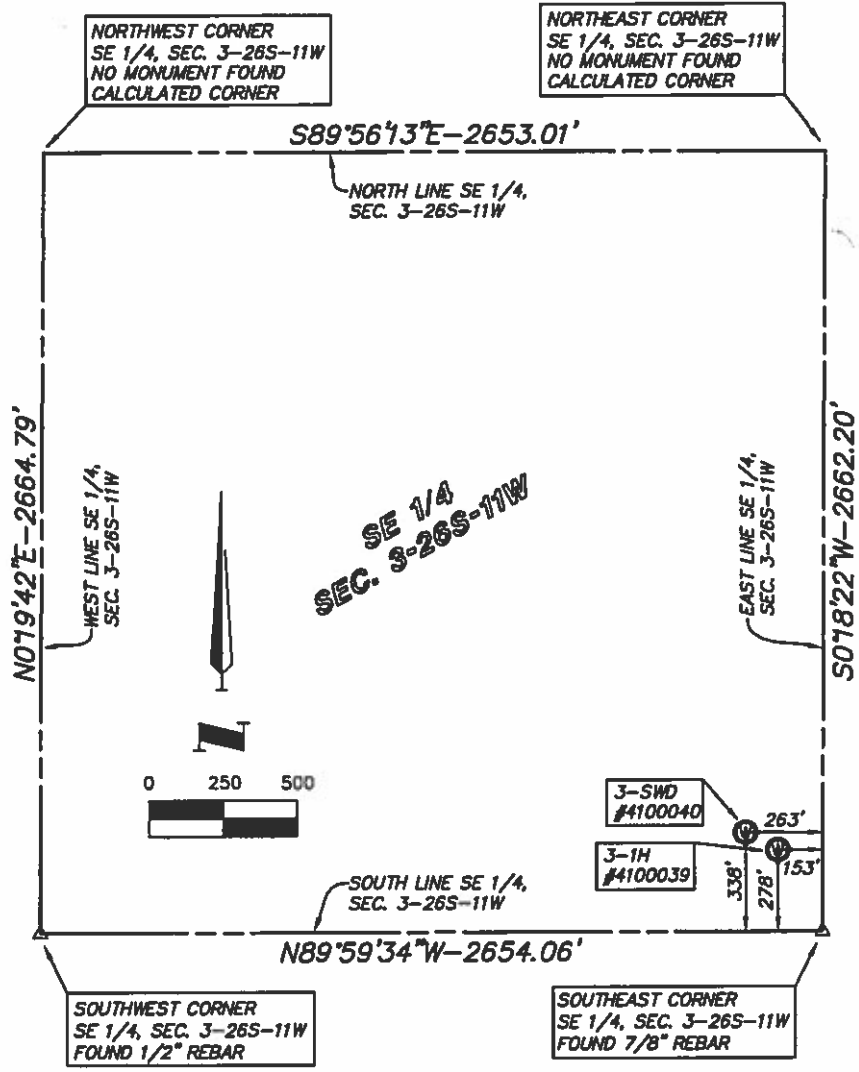 NORTHWEST CORNER
SE 1/4, SEC. 3-26S-11W
NO MONUMENT FOUND
CALCULATED CORNER
NORTHEAST CORNER
SE 1/4, SEC. 3-26S-11W
NO MONUMENT FOUND
CALCULATED CORNER
S89°56'13"E-2653.01'
NORTH LINE SE 1/4,
SEC. 3-26S-11W
N0°19'42"E-2664.79'
WEST LINE SE 1/4,
SEC. 3-26S-11W
SE 1/4
SEC. 3-26S-11W
EAST LINE SE 1/4,
SEC. 3-26S-11W
S0°18'22"W-2662.20'
N
0 250 500
3-SWD
#4100040
263'
3-1H
#4100039
153'
338'
278'
SOUTH LINE SE 1/4,
SEC. 3-26S-11W
N89°59'34"W-2654.06'
SOUTHWEST CORNER
SE 1/4, SEC. 3-26S-11W
FOUND 1/2" REBAR
SOUTHEAST CORNER
SE 1/4, SEC. 3-26S-11W
FOUND 7/8" REBAR